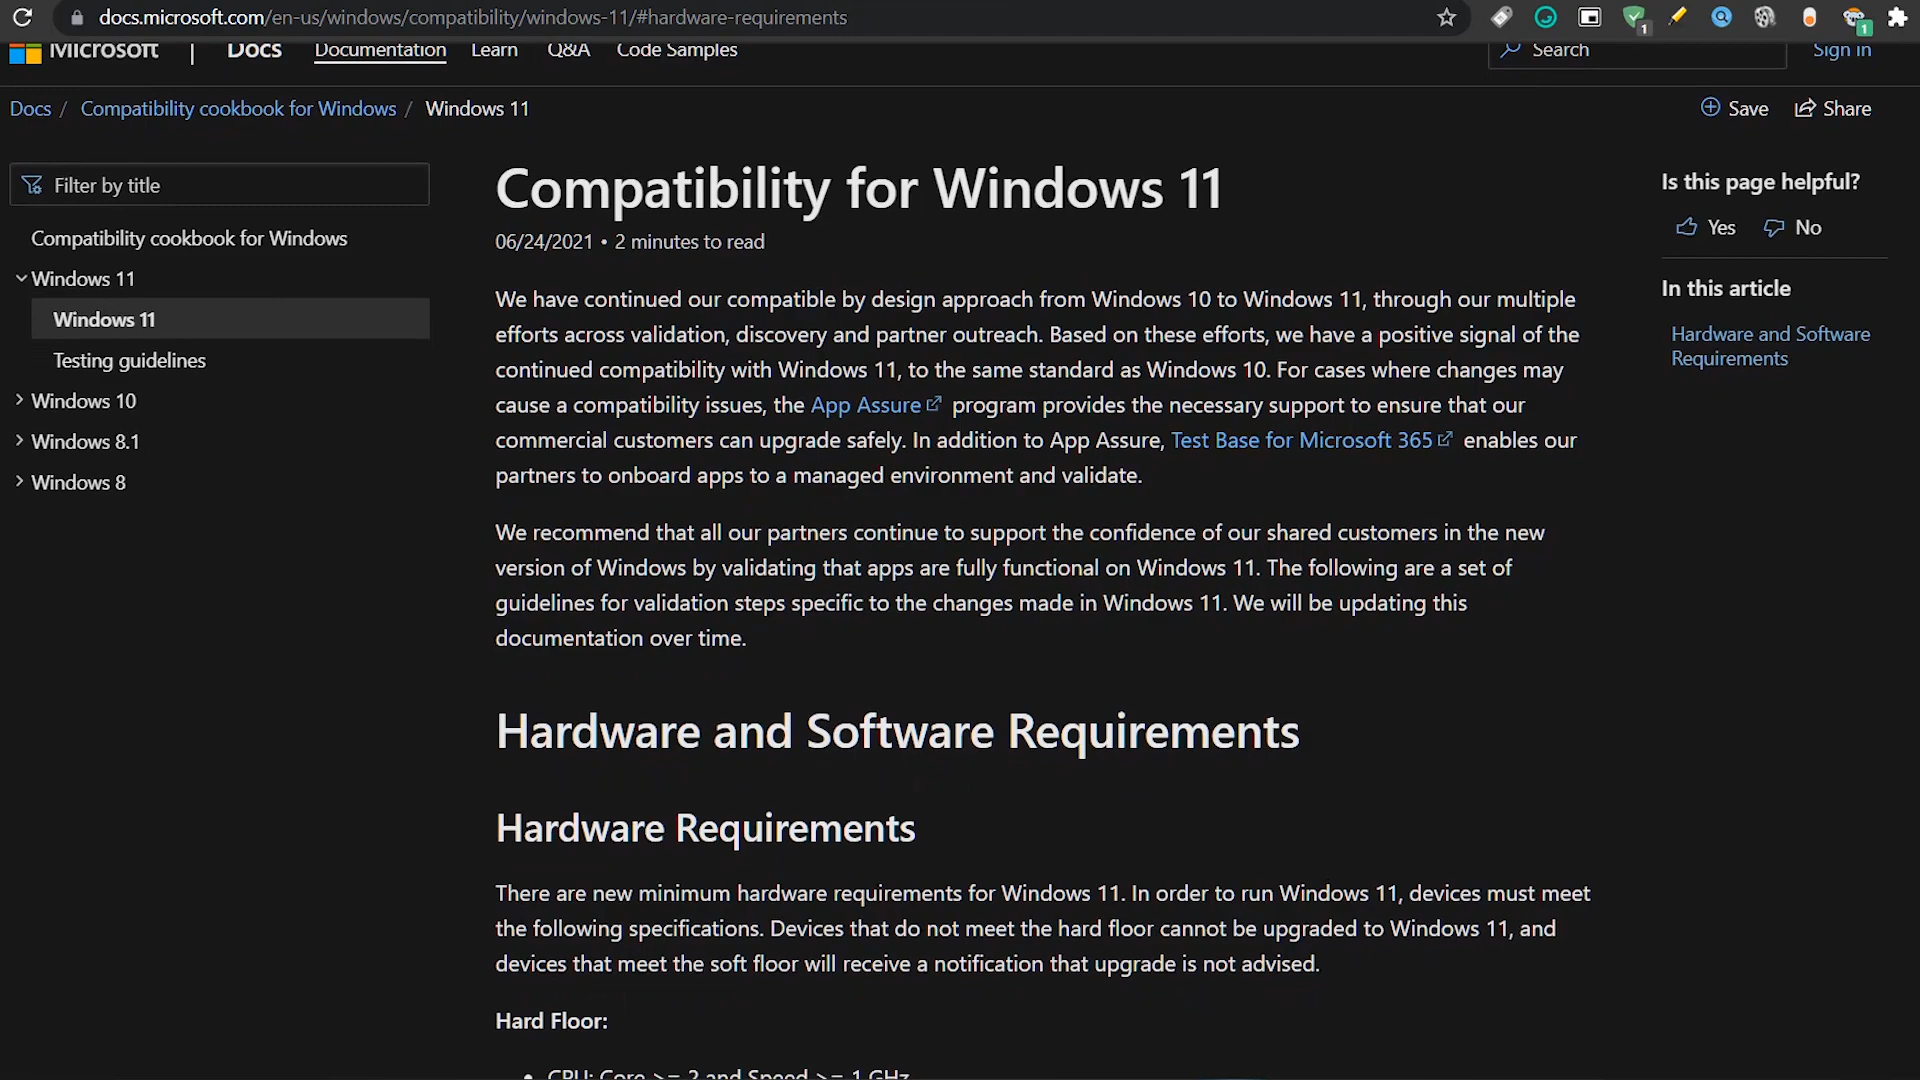 docs.microsoft.com/en-us/windows/compatibility/windows-11/#hardware-requirements
1
1
Microsoft | Docs Documentation Learn Q&A Code Samples Search Sign in
Docs / Compatibility cookbook for Windows / Windows 11
Save Share
Filter by title
Compatibility cookbook for Windows
Windows 11
Windows 11
Testing guidelines
Windows 10
Windows 8.1
Windows 8
Compatibility for Windows 11
06/24/2021 • 2 minutes to read
We have continued our compatible by design approach from Windows 10 to Windows 11, through our multiple
efforts across validation, discovery and partner outreach. Based on these efforts, we have a positive signal of the
continued compatibility with Windows 11, to the same standard as Windows 10. For cases where changes may
cause a compatibility issues, the App Assure program provides the necessary support to ensure that our
commercial customers can upgrade safely. In addition to App Assure, Test Base for Microsoft 365 enables our
partners to onboard apps to a managed environment and validate.
We recommend that all our partners continue to support the confidence of our shared customers in the new
version of Windows by validating that apps are fully functional on Windows 11. The following are a set of
guidelines for validation steps specific to the changes made in Windows 11. We will be updating this
documentation over time.
Hardware and Software Requirements
Hardware Requirements
There are new minimum hardware requirements for Windows 11. In order to run Windows 11, devices must meet
the following specifications. Devices that do not meet the hard floor cannot be upgraded to Windows 11, and
devices that meet the soft floor will receive a notification that upgrade is not advised.
Hard Floor:
• CPU: Core >= 2 and Speed >= 1 GHz
Is this page helpful?
Yes No
In this article
Hardware and Software
Requirements